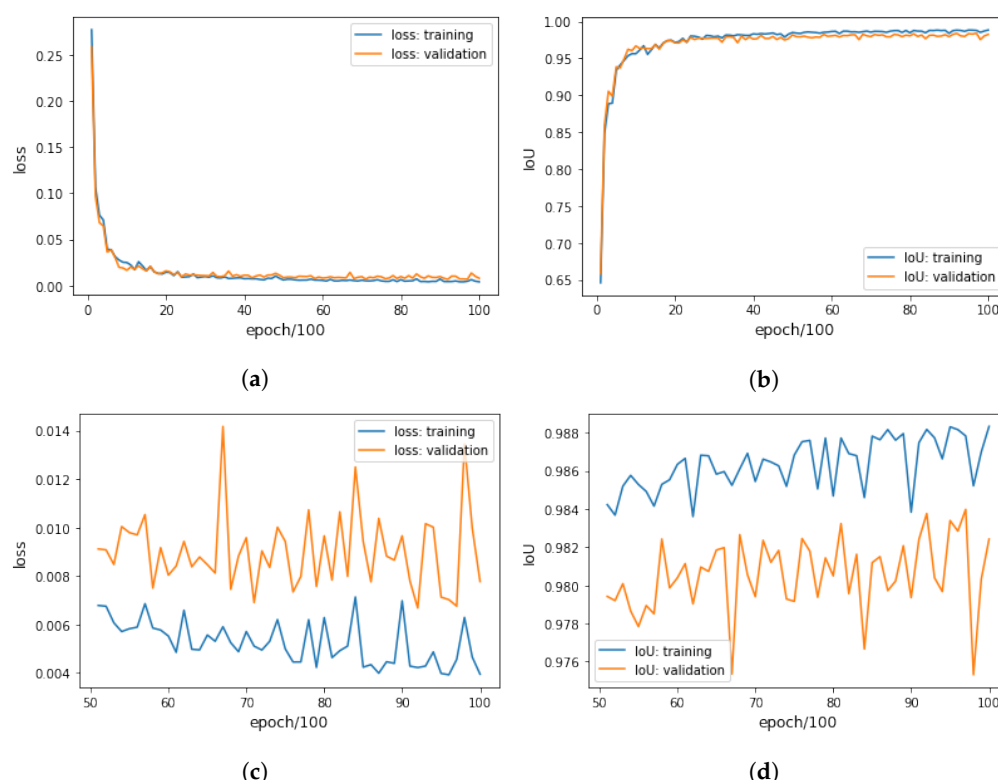 loss: training
loss: validation
0.25
0.20
0.15
0.10
0.05
0.00
loss
0
20
40
60
80
100
epoch/100
(a)
1.00
0.95
0.90
0.85
0.80
0.75
0.70
0.65
IoU
IoU: training
IoU: validation
0
20
40
60
80
100
epoch/100
(b)
0.014
0.012
0.010
0.008
0.006
0.004
loss
loss: training
loss: validation
50
60
70
80
90
100
epoch/100
(c)
0.988
0.986
0.984
0.982
0.980
0.978
0.976
IoU
IoU: training
IoU: validation
50
60
70
80
90
100
epoch/100
(d)